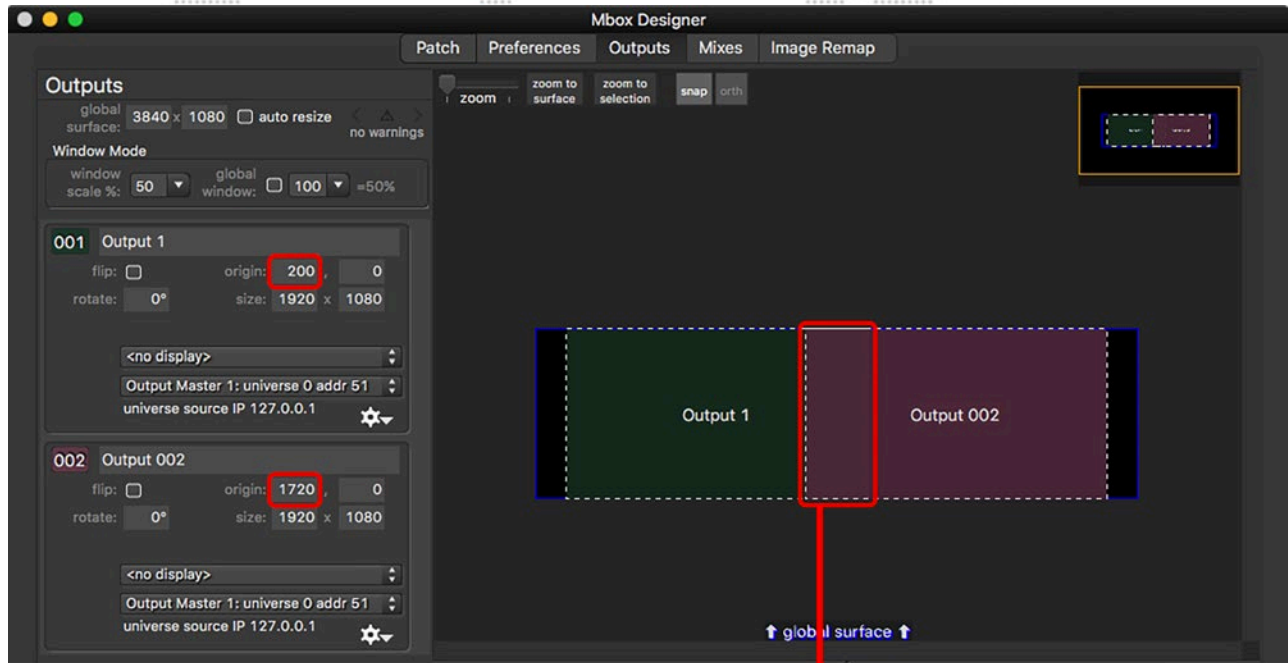 Mbox Designer
Patch Preferences Outputs Mixes Image Remap
Outputs
global surface: 3840 x 1080 auto resize
no warnings
Window Mode
window scale %: 50 global window: 100 =50%
001 Output 1
flip: origin: 200 , 0
rotate: 0° size: 1920 x 1080
<no display>
Output Master 1: universe 0 addr 51
universe source IP 127.0.0.1
002 Output 002
flip: origin: 1720 , 0
rotate: 0° size: 1920 x 1080
<no display>
Output Master 1: universe 0 addr 51
universe source IP 127.0.0.1
zoom
zoom to surface
zoom to selection
snap orth
Output 1
Output 002
global surface